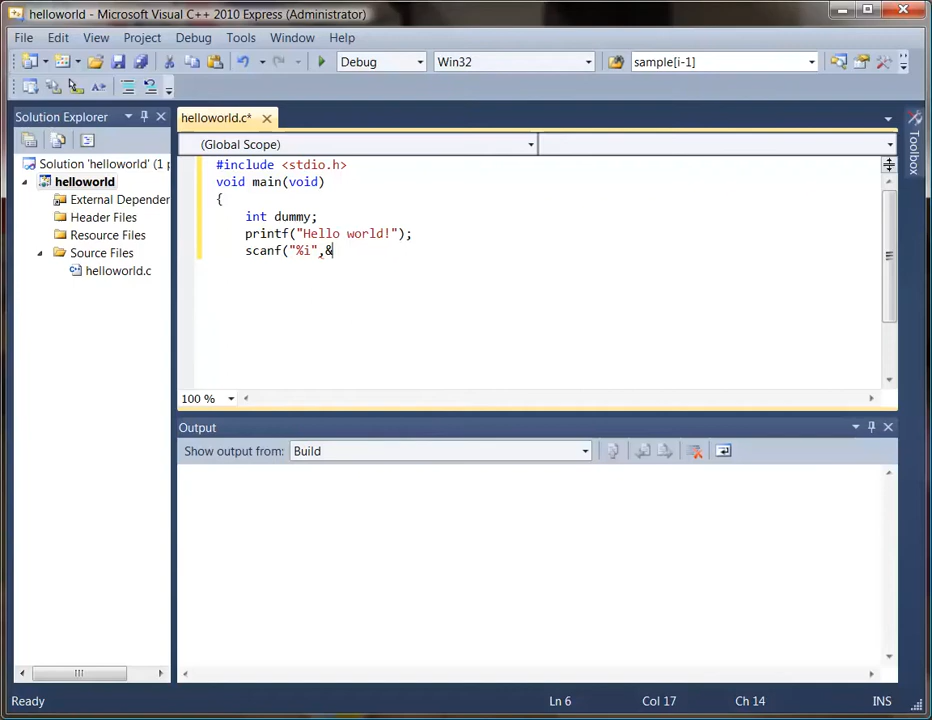 helloworld - Microsoft Visual C++ 2010 Express (Administrator)
File Edit View Project Debug Tools Window Help
Debug Win32 sample[i-1]
Solution Explorer
Solution 'helloworld' (1 p
helloworld
External Depender
Header Files
Resource Files
Source Files
helloworld.c
helloworld.c*
(Global Scope)
#include <stdio.h>
void main(void)
{
int dummy;
printf("Hello world!");
scanf("%i",&
100 %
Toolbox
Output
Show output from: Build
Ready Ln 6 Col 17 Ch 14 INS